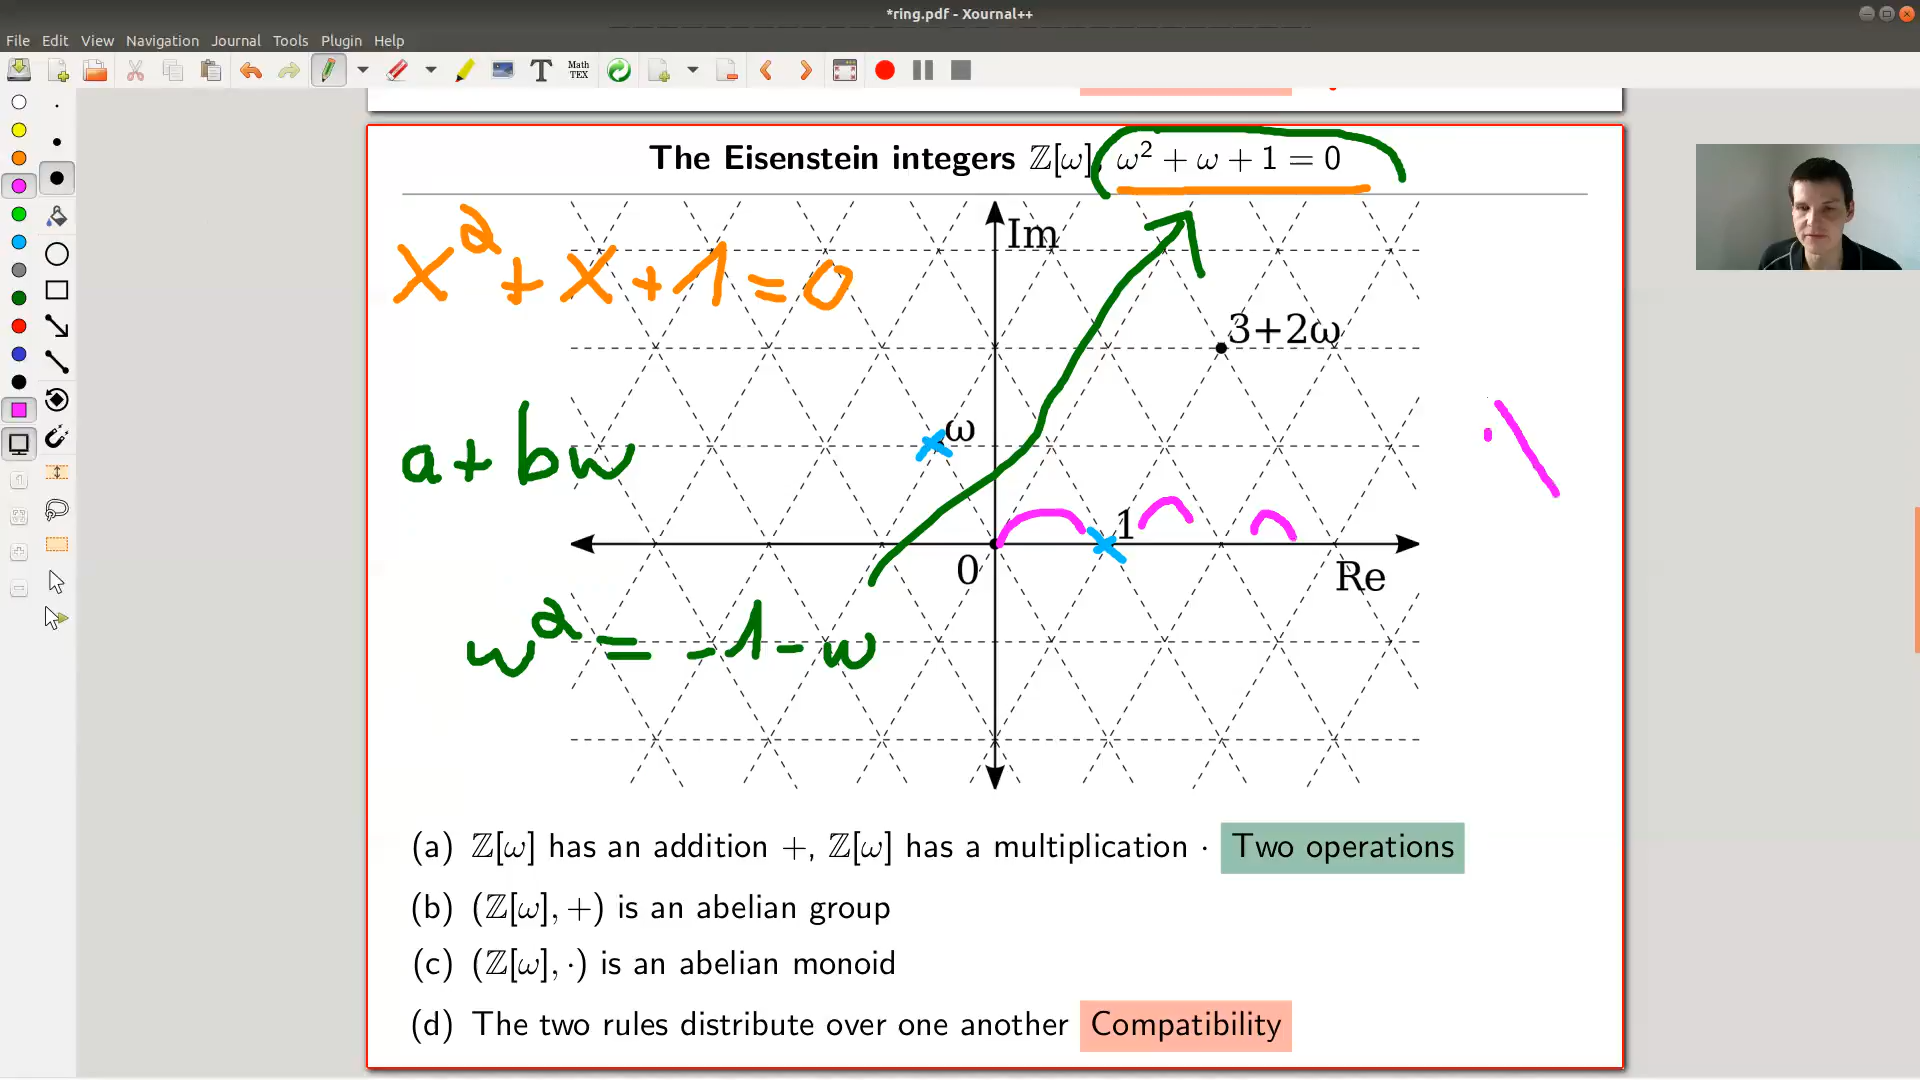 *ring.pdf - Xournal++
File Edit View Navigation Journal Tools Plugin Help
Math
TEX
T
The Eisenstein integers ℤ[ω], ω² + ω + 1 = 0
Im
x² + x + 1 = 0
3+2ω
ω
a + bω
1
0
Re
ω² = -1 - ω
(a) ℤ[ω] has an addition +, ℤ[ω] has a multiplication · Two operations
(b) (ℤ[ω], +) is an abelian group
(c) (ℤ[ω], ·) is an abelian monoid
(d) The two rules distribute over one another Compatibility